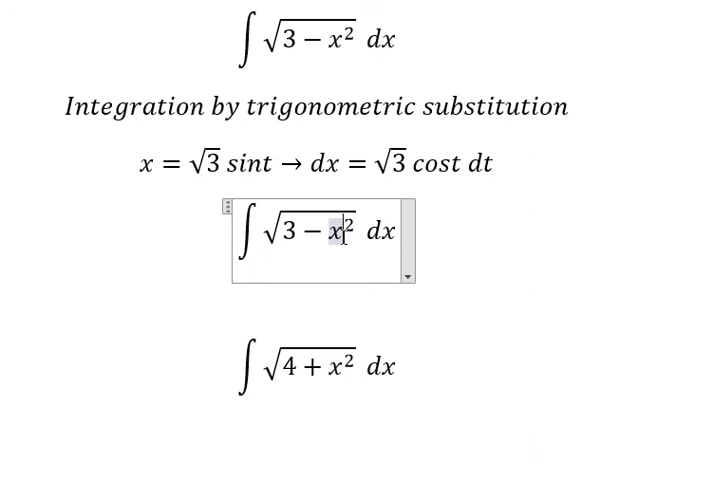 ∫ √(3 − x²) dx
Integration by trigonometric substitution
x = √3 sint → dx = √3 cost dt
∫ √(3 − x²) dx
∫ √(4 + x²) dx